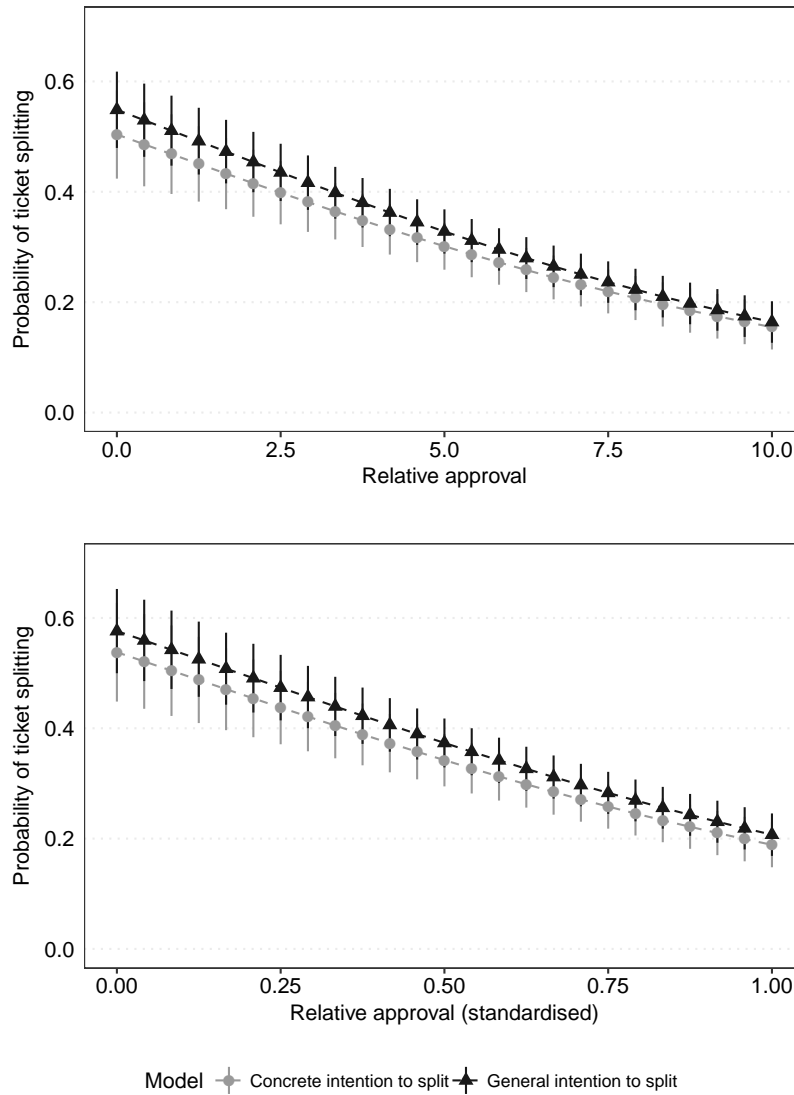 Probability of ticket splitting
0.6
0.4
0.2
0.0
0.0 2.5 5.0 7.5 10.0
Relative approval
Probability of ticket splitting
0.6
0.4
0.2
0.0
0.00 0.25 0.50 0.75 1.00
Relative approval (standardised)
Model Concrete intention to split General intention to split